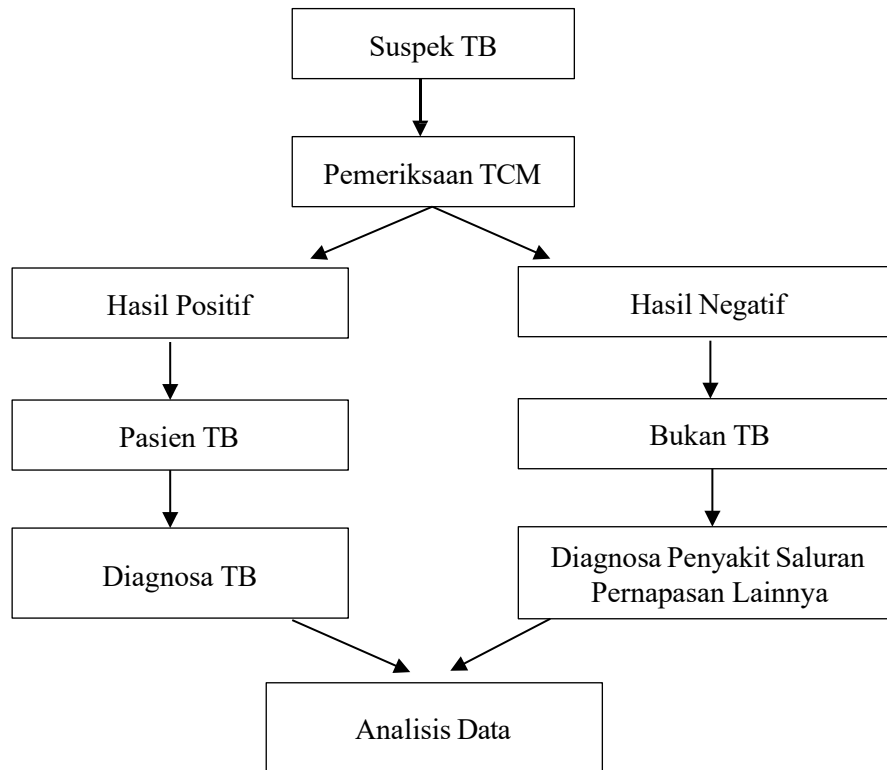 Suspek TB
Pemeriksaan TCM
Hasil Positif
Hasil Negatif
Pasien TB
Bukan TB
Diagnosa TB
Diagnosa Penyakit Saluran
Pernapasan Lainnya
Analisis Data